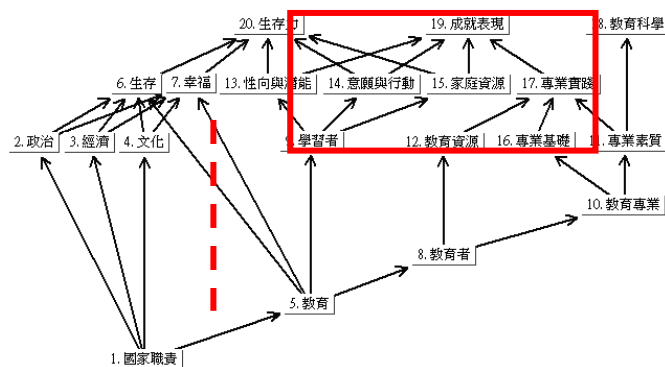 20. 生存力
19. 成就表現
18. 教育科學
6. 生存
7. 幸福
13. 性向與潛能
14. 意願與行動
15. 家庭資源
17. 專業實踐
2. 政治
3. 經濟
4. 文化
9. 學習者
12. 教育資源
16. 專業基礎
11. 專業素質
10. 教育專業
8. 教育者
5. 教育
1. 國家職責